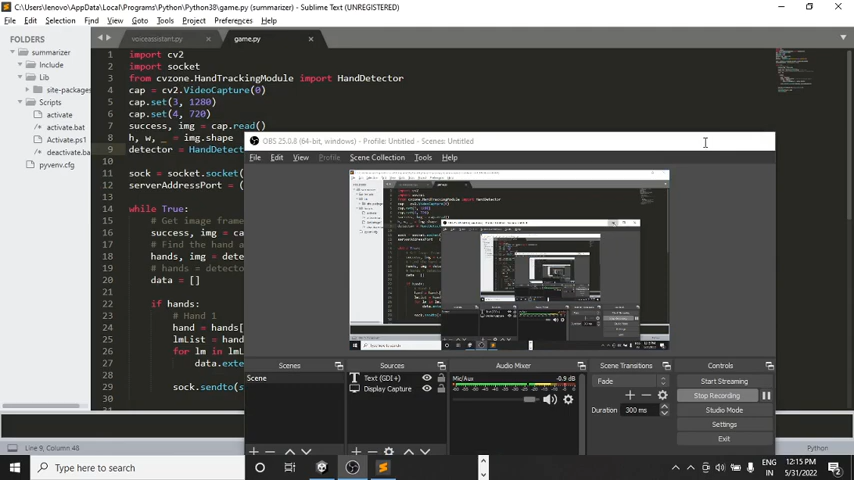 C:\Users\lenovo\AppData\Local\Programs\Python\Python38\game.py (summarizer) - Sublime Text (UNREGISTERED)
File Edit Selection Find View Goto Tools Project Preferences Help
FOLDERS
summarizer
Include
Lib
site-packages
Scripts
activate
activate.bat
Activate.ps1
deactivate.ba
pyvenv.cfg
voiceassistant.py
game.py
1 import cv2
2 import socket
3 from cvzone.HandTrackingModule import HandDetector
4 cap = cv2.VideoCapture(0)
5 cap.set(3, 1280)
6 cap.set(4, 720)
7 success, img = cap.read()
8 h, w, _ = img.shape
9 detector = HandDetect
10
11 sock = socket.socket(
12 serverAddressPort = (
13
14 while True:
15 # Get image frame
16 success, img = ca
17 # Find the hand a
18 hands, img = dete
19 # hands = detecto
20 data = []
21
22 if hands:
23 # Hand 1
24 hand = hands[
25 lmList = hand
26 for lm in lmL
27 data.exte
28
29 sock.sendto(s
30
OBS 25.0.8 (64-bit, windows) - Profile: Untitled - Scenes: Untitled
File Edit View Profile Scene Collection Tools Help
Scenes
Scene
Sources
Text (GDI+)
Display Capture
Audio Mixer
Mic/Aux
-0.9 dB
Scene Transitions
Fade
Duration 300 ms
Controls
Start Streaming
Stop Recording
Studio Mode
Settings
Exit
Line 9, Column 48
Python
Type here to search
ENG
IN
12:15 PM
5/31/2022
2